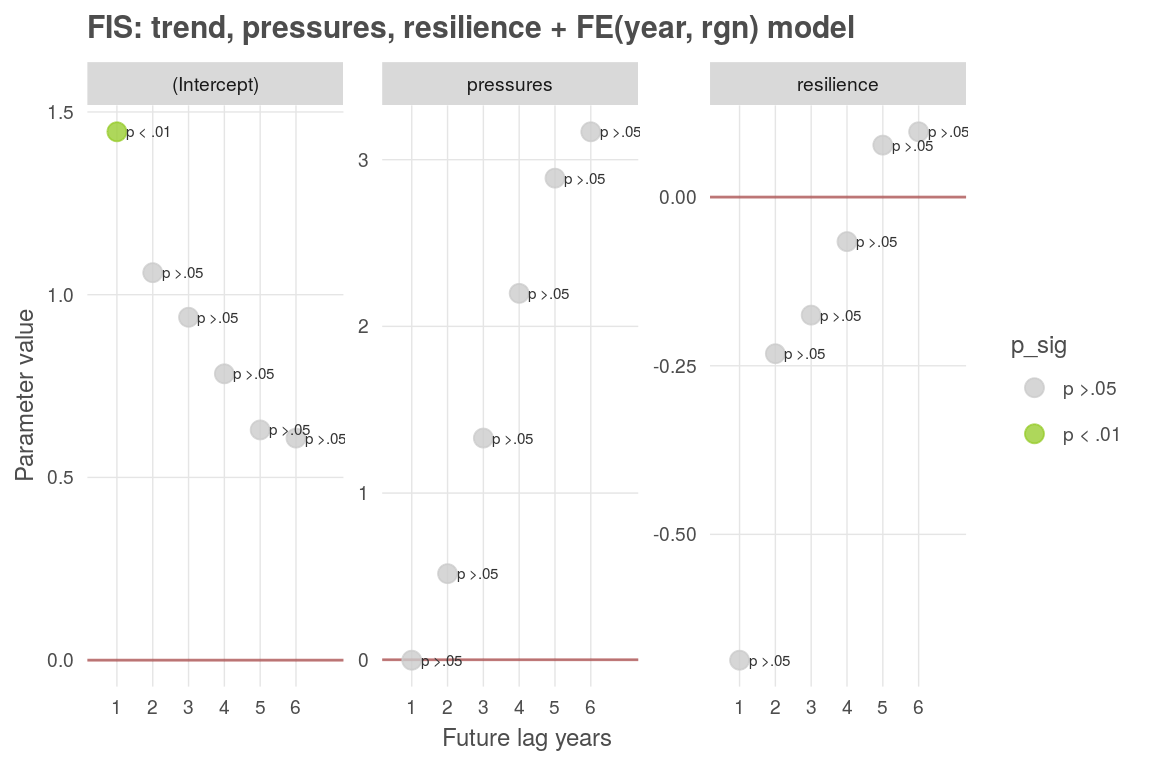 FIS: trend, pressures, resilience + FE(year, rgn) model
(Intercept)
pressures
resilience
Parameter value
1.5
1.0
0.5
0.0
p < .01
p >.05
p >.05
p >.05
p >.05
p >.05
1 2 3 4 5 6
3
2
1
0
p >.05
p >.05
p >.05
p >.05
p >.05
p >.05
1 2 3 4 5 6
0.00
-0.25
-0.50
p >.05
p >.05
p >.05
p >.05
p >.05
p >.05
1 2 3 4 5 6
Future lag years
p_sig
p >.05
p < .01